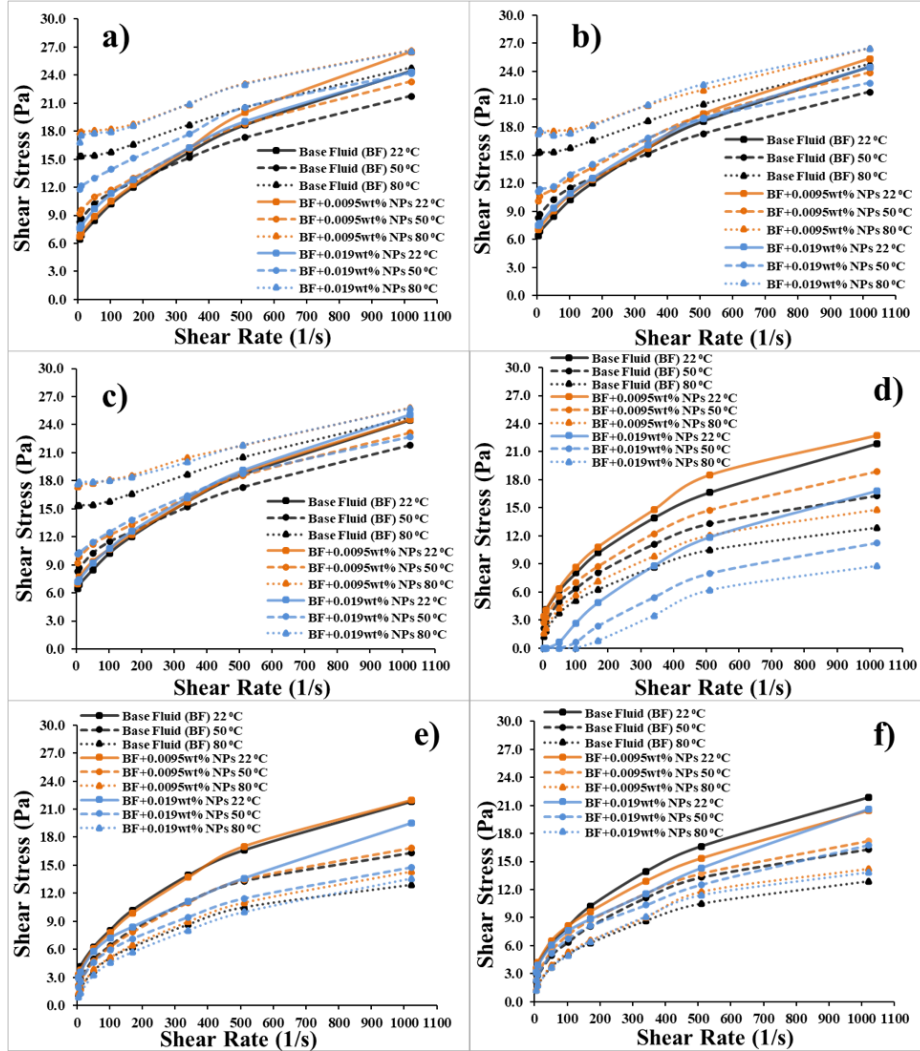 a)
30.0
27.0
24.0
21.0
18.0
15.0
12.0
9.0
6.0
3.0
0.0
Shear Stress (Pa)
Base Fluid (BF) 22 °C
Base Fluid (BF) 50 °C
Base Fluid (BF) 80 °C
BF+0.0095wt% NPs 22 °C
BF+0.0095wt% NPs 50 °C
BF+0.0095wt% NPs 80 °C
BF+0.019wt% NPs 22 °C
BF+0.019wt% NPs 50 °C
BF+0.019wt% NPs 80 °C
0 100 200 300 400 500 600 700 800 900 1000 1100
Shear Rate (1/s)
b)
30.0
27.0
24.0
21.0
18.0
15.0
12.0
9.0
6.0
3.0
0.0
Shear Stress (Pa)
Base Fluid (BF) 22 °C
Base Fluid (BF) 50 °C
Base Fluid (BF) 80 °C
BF+0.0095wt% NPs 22 °C
BF+0.0095wt% NPs 50 °C
BF+0.0095wt% NPs 80 °C
BF+0.019wt% NPs 22 °C
BF+0.019wt% NPs 50 °C
BF+0.019wt% NPs 80 °C
0 100 200 300 400 500 600 700 800 900 1000 1100
Shear Rate (1/s)
c)
30.0
27.0
24.0
21.0
18.0
15.0
12.0
9.0
6.0
3.0
0.0
Shear Stress (Pa)
Base Fluid (BF) 22 °C
Base Fluid (BF) 50 °C
Base Fluid (BF) 80 °C
BF+0.0095wt% NPs 22 °C
BF+0.0095wt% NPs 50 °C
BF+0.0095wt% NPs 80 °C
BF+0.019wt% NPs 22 °C
BF+0.019wt% NPs 50 °C
BF+0.019wt% NPs 80 °C
0 100 200 300 400 500 600 700 800 900 1000 1100
Shear Rate (1/s)
d)
Base Fluid (BF) 22 °C
Base Fluid (BF) 50 °C
Base Fluid (BF) 80 °C
BF+0.0095wt% NPs 22 °C
BF+0.0095wt% NPs 50 °C
BF+0.0095wt% NPs 80 °C
BF+0.019wt% NPs 22 °C
BF+0.019wt% NPs 50 °C
BF+0.019wt% NPs 80 °C
30.0
27.0
24.0
21.0
18.0
15.0
12.0
9.0
6.0
3.0
0.0
Shear Stress (Pa)
0 100 200 300 400 500 600 700 800 900 1000 1100
Shear Rate (1/s)
e)
Base Fluid (BF) 22 °C
Base Fluid (BF) 50 °C
Base Fluid (BF) 80 °C
BF+0.0095wt% NPs 22 °C
BF+0.0095wt% NPs 50 °C
BF+0.0095wt% NPs 80 °C
BF+0.019wt% NPs 22 °C
BF+0.019wt% NPs 50 °C
BF+0.019wt% NPs 80 °C
30.0
27.0
24.0
21.0
18.0
15.0
12.0
9.0
6.0
3.0
0.0
Shear Stress (Pa)
0 100 200 300 400 500 600 700 800 900 1000 1100
Shear Rate (1/s)
f)
Base Fluid (BF) 22 °C
Base Fluid (BF) 50 °C
Base Fluid (BF) 80 °C
BF+0.0095wt% NPs 22 °C
BF+0.0095wt% NPs 50 °C
BF+0.0095wt% NPs 80 °C
BF+0.019wt% NPs 22 °C
BF+0.019wt% NPs 50 °C
BF+0.019wt% NPs 80 °C
30.0
27.0
24.0
21.0
18.0
15.0
12.0
9.0
6.0
3.0
0.0
Shear Stress (Pa)
0 100 200 300 400 500 600 700 800 900 1000 1100
Shear Rate (1/s)